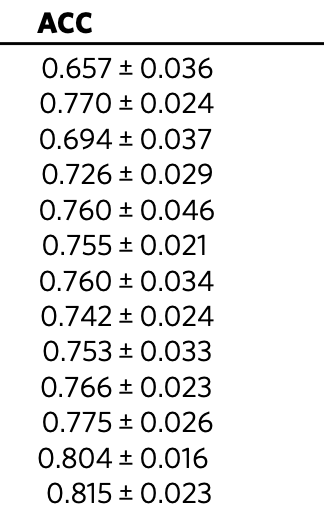 ACC
0.657 ± 0.036
0.770 ± 0.024
0.694 ± 0.037
0.726 ± 0.029
0.760 ± 0.046
0.755 ± 0.021
0.760 ± 0.034
0.742 ± 0.024
0.753 ± 0.033
0.766 ± 0.023
0.775 ± 0.026
0.804 ± 0.016
0.815 ± 0.023